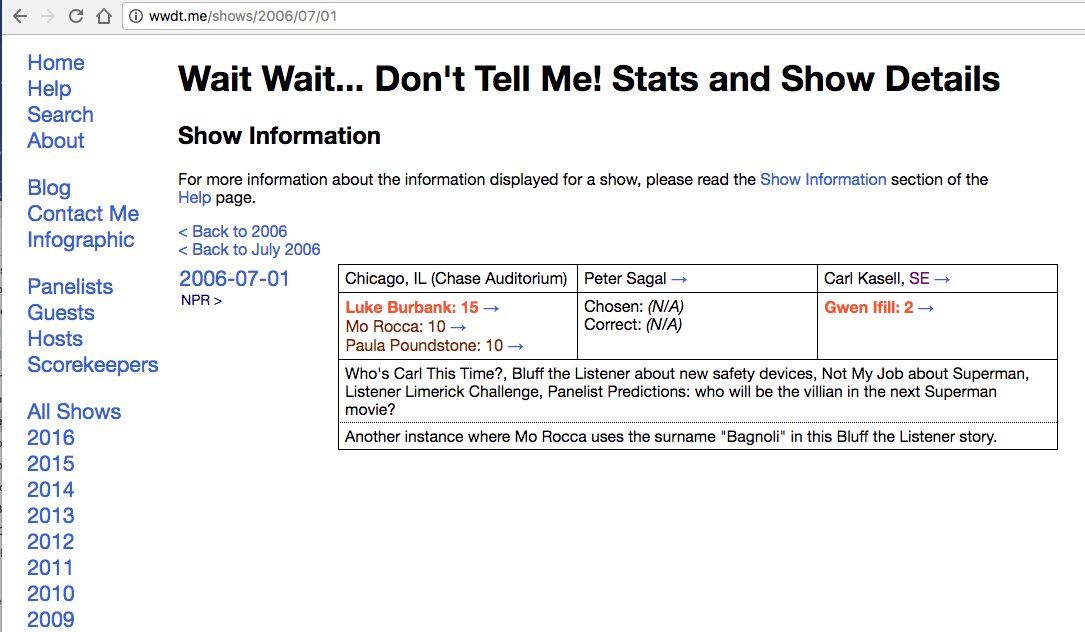 wwdt.me/shows/2006/07/01
Home
Help
Search
About
Blog
Contact Me
Infographic
Panelists
Guests
Hosts
Scorekeepers
All Shows
2016
2015
2014
2013
2012
2011
2010
2009
Wait Wait... Don't Tell Me! Stats and Show Details
Show Information
For more information about the information displayed for a show, please read the Show Information section of the
Help page.
< Back to 2006
< Back to July 2006
2006-07-01
NPR >
Chicago, IL (Chase Auditorium)
Peter Sagal →
Carl Kasell, SE →
Luke Burbank: 15 →
Mo Rocca: 10 →
Paula Poundstone: 10 →
Chosen: (N/A)
Correct: (N/A)
Gwen Ifill: 2 →
Who's Carl This Time?, Bluff the Listener about new safety devices, Not My Job about Superman,
Listener Limerick Challenge, Panelist Predictions: who will be the villian in the next Superman
movie?
Another instance where Mo Rocca uses the surname "Bagnoli" in this Bluff the Listener story.